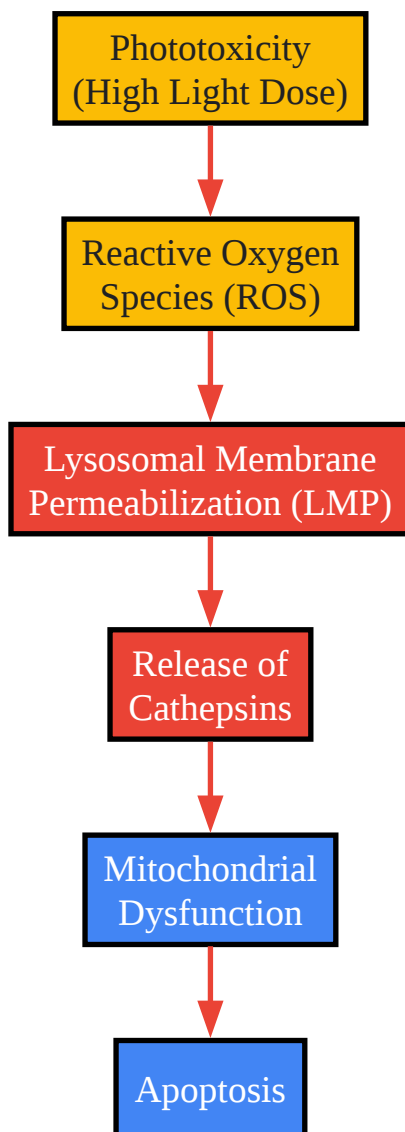 Phototoxicity
(High Light Dose)
Reactive Oxygen
Species (ROS)
Lysosomal Membrane
Permeabilization (LMP)
Release of
Cathepsins
Mitochondrial
Dysfunction
Apoptosis